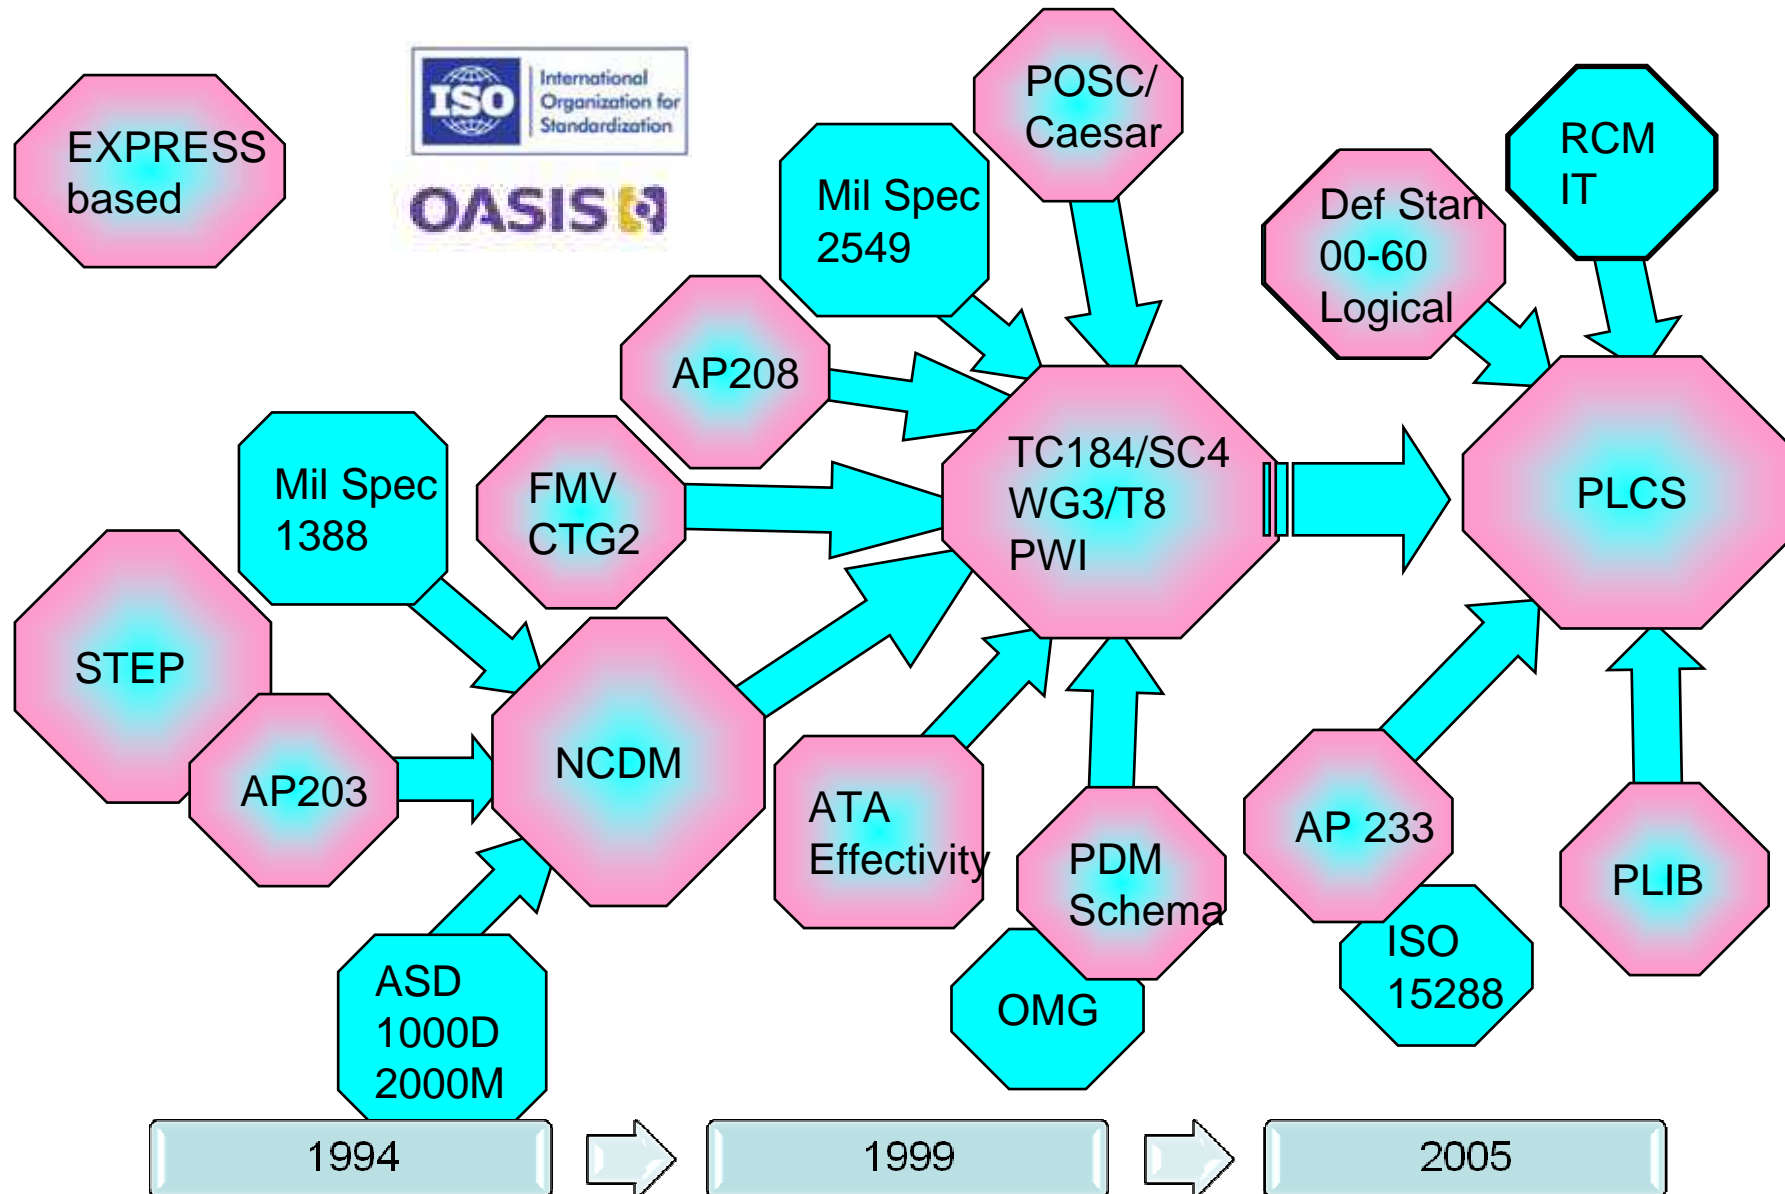 EXPRESS
based
ISO
International
Organization for
Standardization
OASIS
POSC/
Caesar
RCM
IT
Mil Spec
2549
Def Stan
00-60
Logical
AP208
Mil Spec
1388
FMV
CTG2
TC184/SC4
WG3/T8
PWI
PLCS
STEP
AP203
NCDM
ATA
Effectivity
PDM
Schema
AP 233
PLIB
ISO
15288
OMG
ASD
1000D
2000M
1994
1999
2005